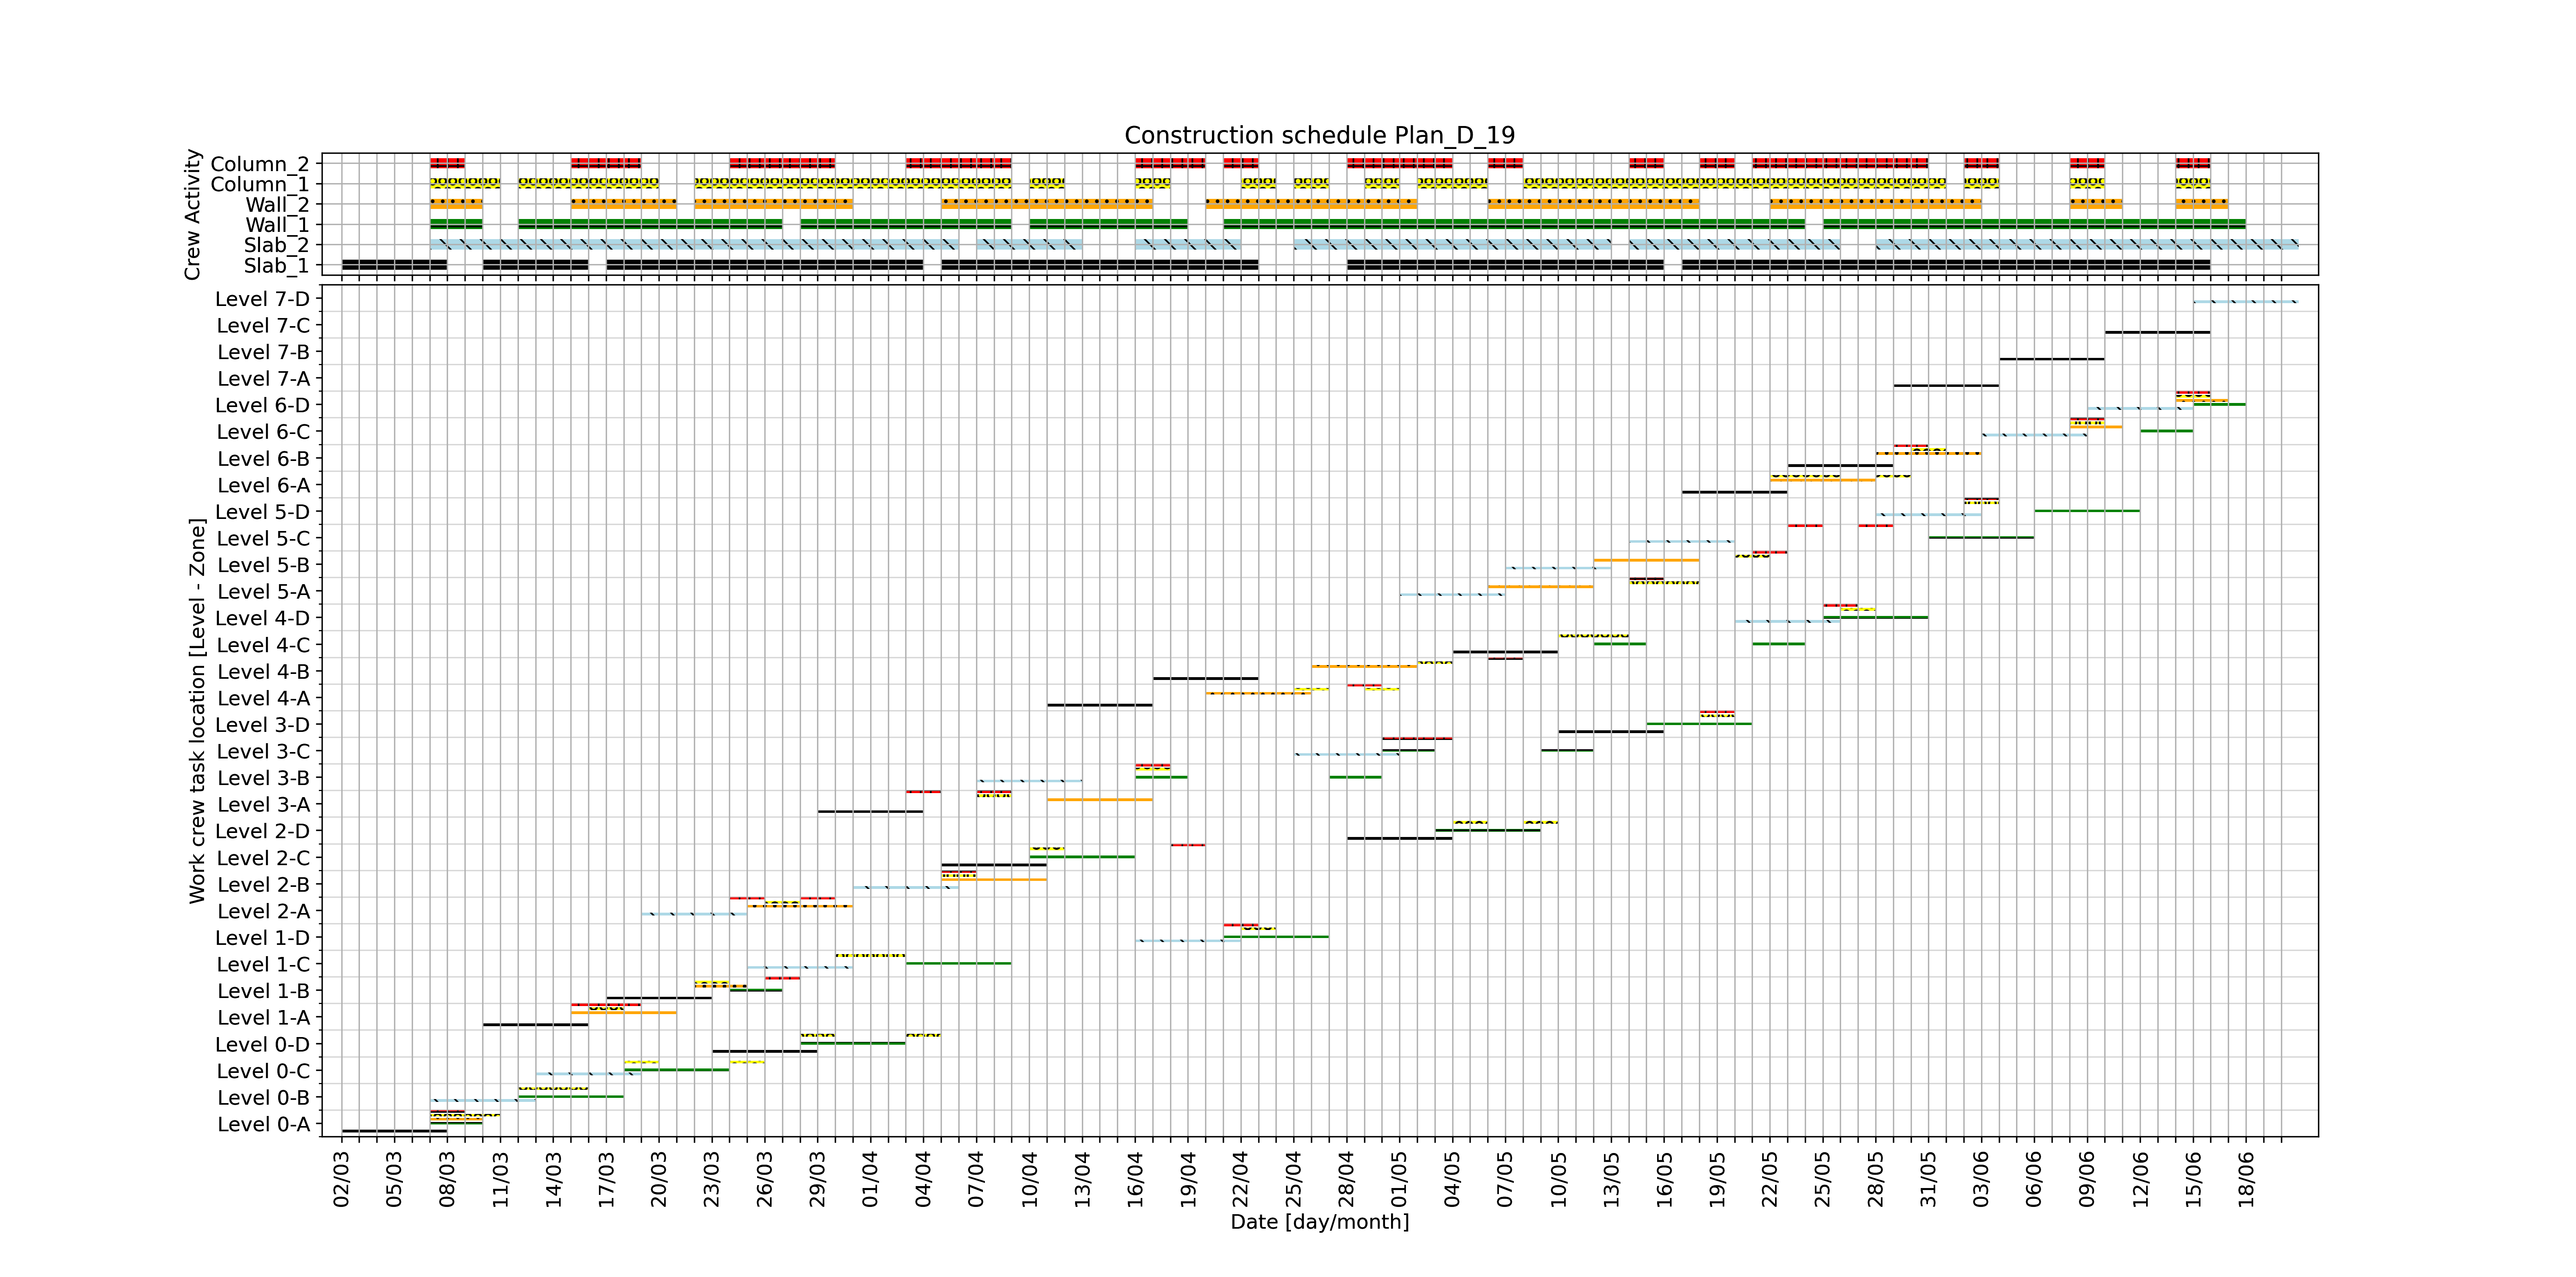 Construction schedule Plan_D_19
Crew Activity
Column_2
Column_1
Wall_2
Wall_1
Slab_2
Slab_1
Work crew task location [Level - Zone]
Level 7-D
Level 7-C
Level 7-B
Level 7-A
Level 6-D
Level 6-C
Level 6-B
Level 6-A
Level 5-D
Level 5-C
Level 5-B
Level 5-A
Level 4-D
Level 4-C
Level 4-B
Level 4-A
Level 3-D
Level 3-C
Level 3-B
Level 3-A
Level 2-D
Level 2-C
Level 2-B
Level 2-A
Level 1-D
Level 1-C
Level 1-B
Level 1-A
Level 0-D
Level 0-C
Level 0-B
Level 0-A
02/03 05/03 08/03 11/03 14/03 17/03 20/03 23/03 26/03 29/03 01/04 04/04 07/04 10/04 13/04 16/04 19/04 22/04 25/04 28/04 01/05 04/05 07/05 10/05 13/05 16/05 19/05 22/05 25/05 28/05 31/05 03/06 06/06 09/06 12/06 15/06 18/06
Date [day/month]